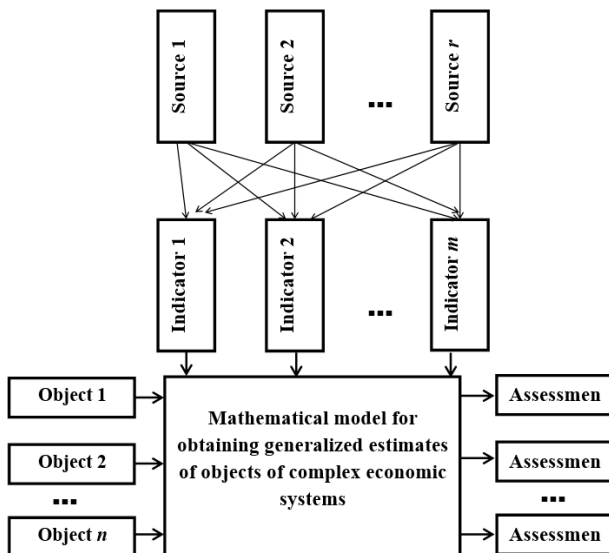 Source 1
Source 2
...
Source r
Indicator 1
Indicator 2
...
Indicator m
Object 1
Object 2
...
Object n
Mathematical model for
obtaining generalized estimates
of objects of complex economic
systems
Assessmen
Assessmen
...
Assessmen